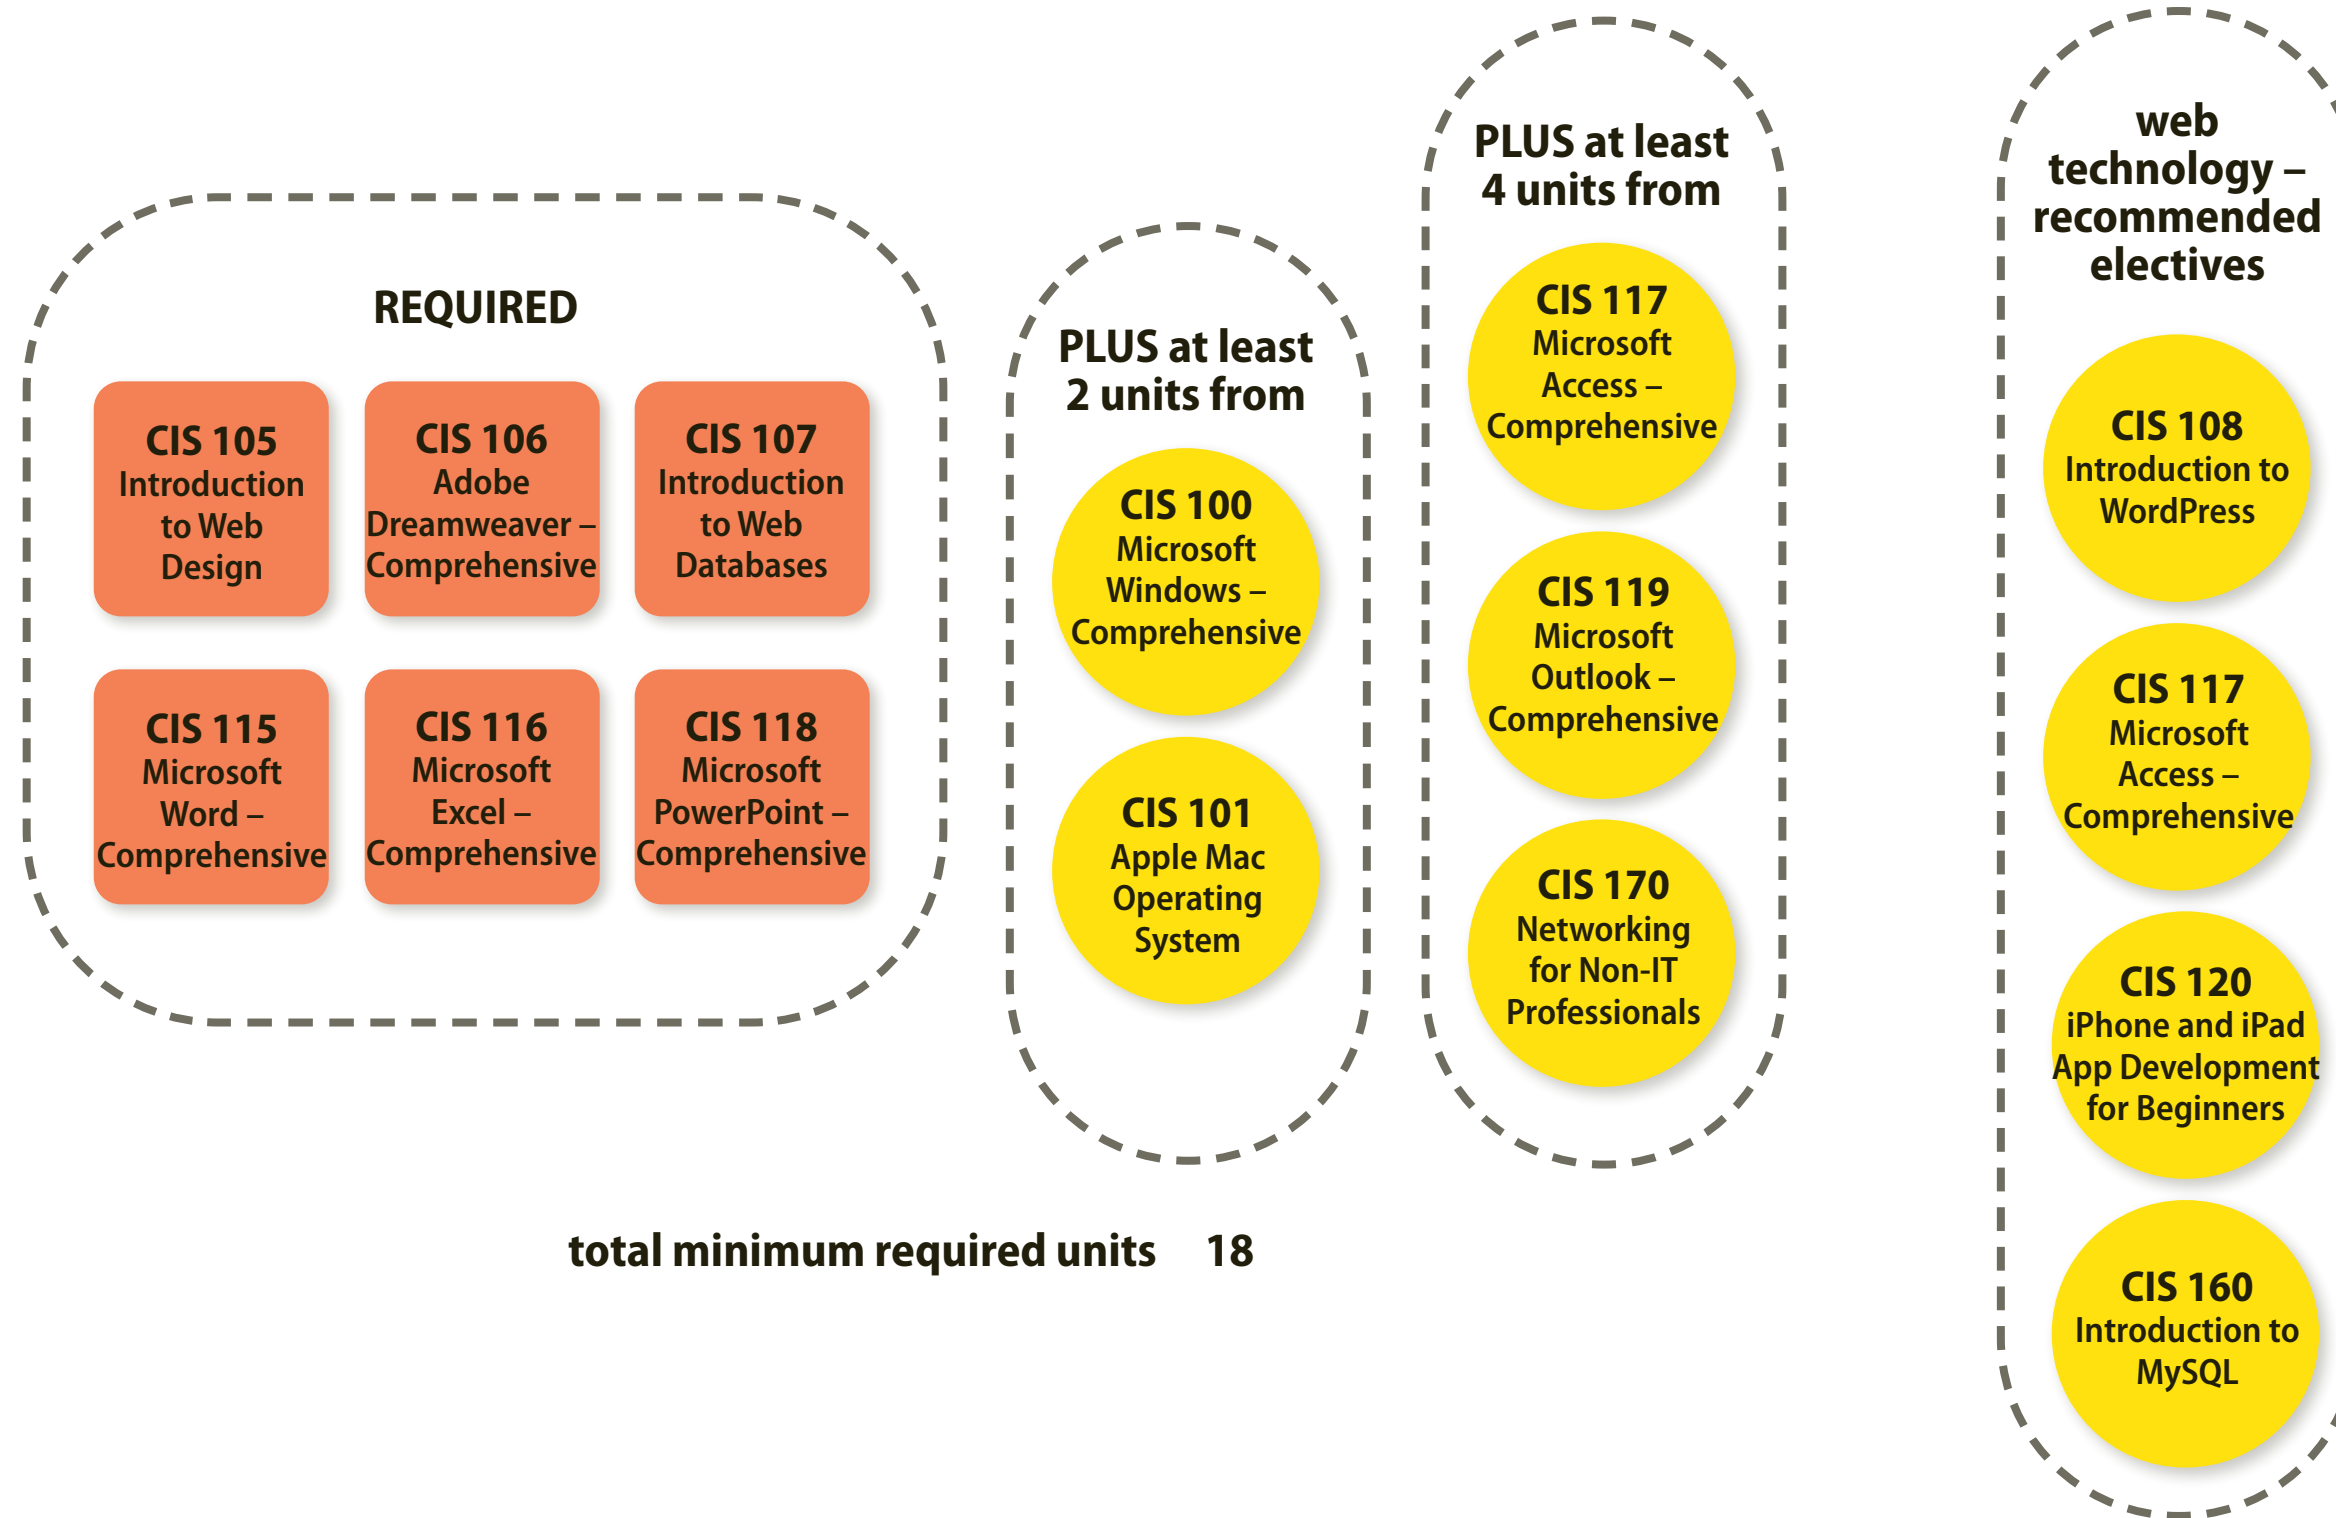 REQUIRED
CIS 105
Introduction
to Web
Design
CIS 106
Adobe
Dreamweaver –
Comprehensive
CIS 107
Introduction
to Web
Databases
CIS 115
Microsoft
Word –
Comprehensive
CIS 116
Microsoft
Excel –
Comprehensive
CIS 118
Microsoft
PowerPoint –
Comprehensive
PLUS at least
2 units from
CIS 100
Microsoft
Windows –
Comprehensive
CIS 101
Apple Mac
Operating
System
PLUS at least
4 units from
CIS 117
Microsoft
Access –
Comprehensive
CIS 119
Microsoft
Outlook –
Comprehensive
CIS 170
Networking
for Non-IT
Professionals
web
technology –
recommended
electives
CIS 108
Introduction to
WordPress
CIS 117
Microsoft
Access –
Comprehensive
CIS 120
iPhone and iPad
App Development
for Beginners
CIS 160
Introduction to
MySQL
total minimum required units 18